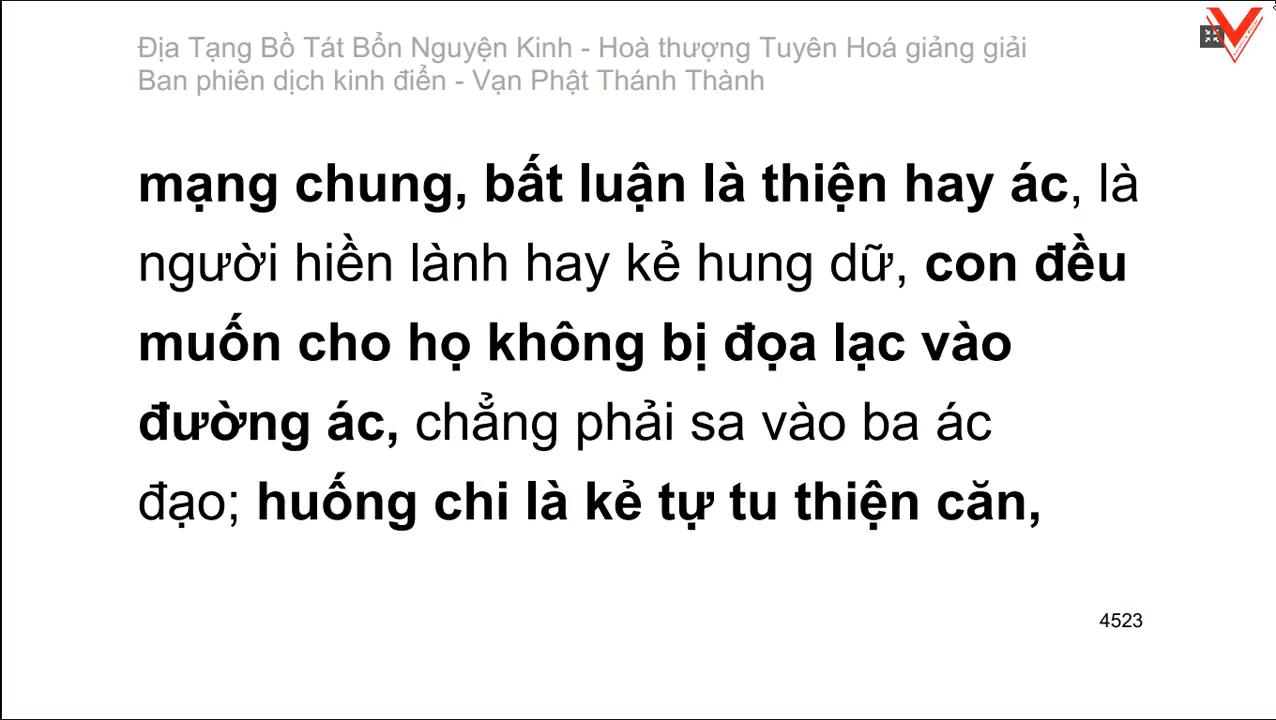 Địa Tạng Bồ Tát Bổn Nguyện Kinh - Hoà thượng Tuyên Hoá giảng giải
Ban phiên dịch kinh điển - Vạn Phật Thánh Thành
mạng chung, bất luận là thiện hay ác, là
người hiền lành hay kẻ hung dữ, con đều
muốn cho họ không bị đọa lạc vào
đường ác, chẳng phải sa vào ba ác
đạo; huống chi là kẻ tự tu thiện căn,
4523